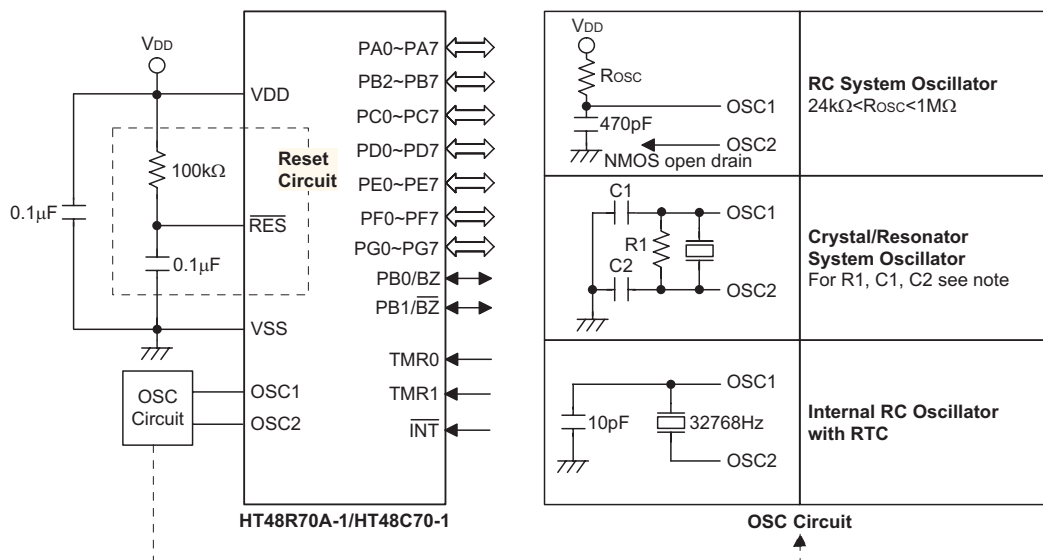 VDD
0.1μF
100kΩ
0.1μF
Reset
Circuit
VDD
RES
VSS
OSC1
OSC2
OSC
Circuit
PA0~PA7
PB2~PB7
PC0~PC7
PD0~PD7
PE0~PE7
PF0~PF7
PG0~PG7
PB0/BZ
PB1/B̅Z̅
TMR0
TMR1
I̅N̅T̅
HT48R70A-1/HT48C70-1
VDD
ROSC
470pF
OSC1
OSC2
NMOS open drain
RC System Oscillator
24kΩ<ROSC<1MΩ
C1
R1
C2
OSC1
OSC2
Crystal/Resonator
System Oscillator
For R1, C1, C2 see note
10pF
32768Hz
OSC1
OSC2
Internal RC Oscillator
with RTC
OSC Circuit